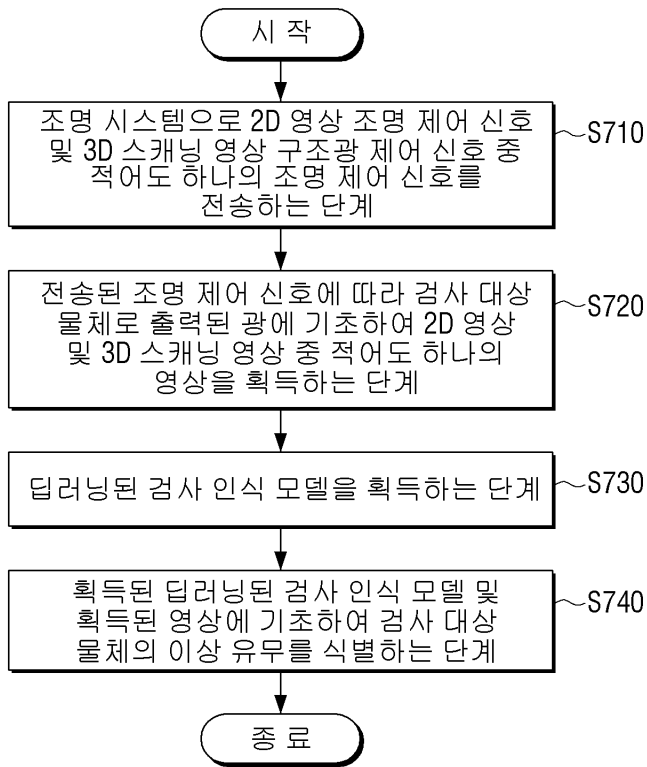 시 작
조명 시스템으로 2D 영상 조명 제어 신호
및 3D 스캐닝 영상 구조광 제어 신호 중
적어도 하나의 조명 제어 신호를
전송하는 단계
S710
전송된 조명 제어 신호에 따라 검사 대상
물체로 출력된 광에 기초하여 2D 영상
및 3D 스캐닝 영상 중 적어도 하나의
영상을 획득하는 단계
S720
딥러닝된 검사 인식 모델을 획득하는 단계
S730
획득된 딥러닝된 검사 인식 모델 및
획득된 영상에 기초하여 검사 대상
물체의 이상 유무를 식별하는 단계
S740
종 료